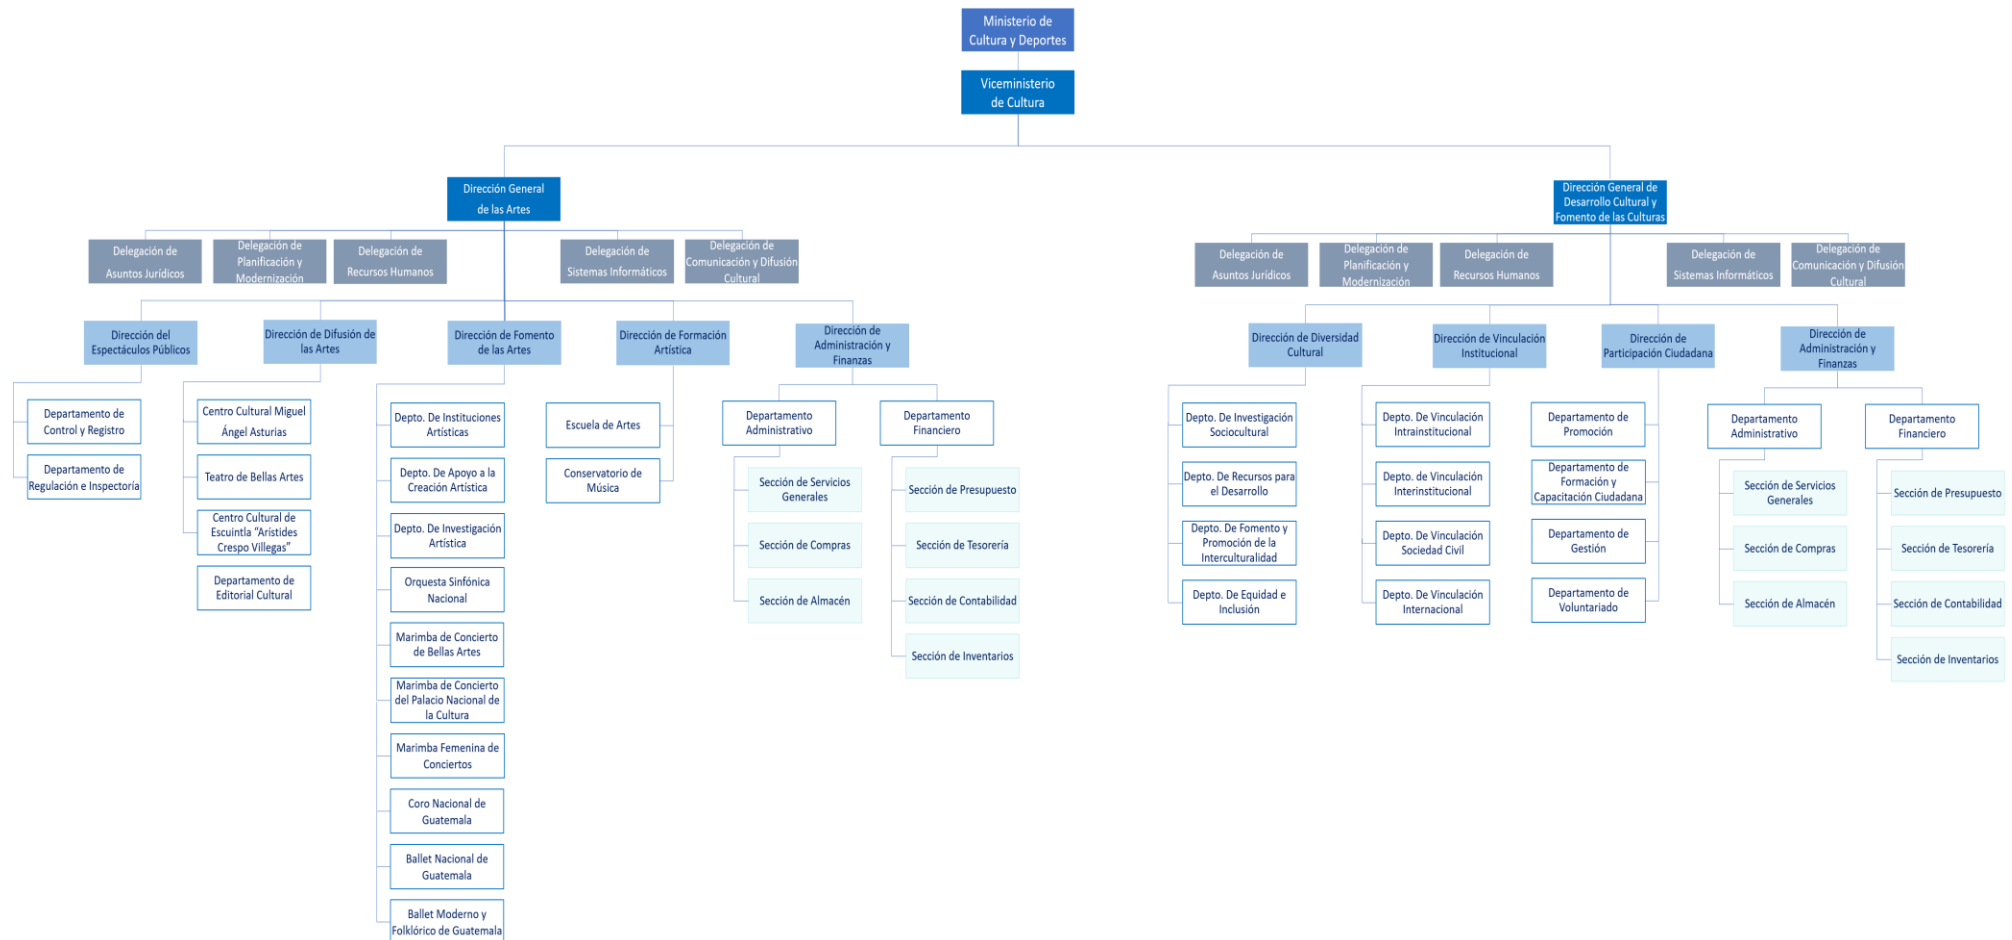 Ministerio de
Cultura y Deportes
Viceministerio
de Cultura
Dirección General
de las Artes
Dirección General de
Desarrollo Cultural y
Fomento de las Culturas
Delegación de
Asuntos Jurídicos
Delegación de
Planificación y
Modernización
Delegación de
Recursos Humanos
Delegación de
Sistemas Informáticos
Delegación de
Comunicación y Difusión
Cultural
Delegación de
Asuntos Jurídicos
Delegación de
Planificación y
Modernización
Delegación de
Recursos Humanos
Delegación de
Sistemas Informáticos
Delegación de
Comunicación y Difusión
Cultural
Dirección del
Espectáculos Públicos
Dirección de Difusión de
las Artes
Dirección de Fomento
de las Artes
Dirección de Formación
Artística
Dirección de
Administración y
Finanzas
Dirección de Diversidad
Cultural
Dirección de Vinculación
Institucional
Dirección de
Participación Ciudadana
Dirección de
Administración y
Finanzas
Departamento de
Control y Registro
Departamento de
Regulación e Inspectoría
Centro Cultural Miguel
Ángel Asturias
Teatro de Bellas Artes
Centro Cultural de
Escuintla “Arístides
Crespo Villegas”
Departamento de
Editorial Cultural
Depto. De Instituciones
Artísticas
Depto. De Apoyo a la
Creación Artística
Depto. De Investigación
Artística
Orquesta Sinfónica
Nacional
Marimba de Concierto
de Bellas Artes
Marimba de Concierto
del Palacio Nacional de
la Cultura
Marimba Femenina de
Conciertos
Coro Nacional de
Guatemala
Ballet Nacional de
Guatemala
Ballet Moderno y
Folklórico de Guatemala
Escuela de Artes
Conservatorio de
Música
Departamento
Administrativo
Sección de Servicios
Generales
Sección de Compras
Sección de Almacén
Departamento
Financiero
Sección de Presupuesto
Sección de Tesorería
Sección de Contabilidad
Sección de Inventarios
Depto. De Investigación
Sociocultural
Depto. De Recursos para
el Desarrollo
Depto. De Fomento y
Promoción de la
Interculturalidad
Depto. De Equidad e
Inclusión
Depto. De Vinculación
Intrainstitucional
Depto. de Vinculación
Interinstitucional
Depto. De Vinculación
Sociedad Civil
Depto. De Vinculación
Internacional
Departamento de
Promoción
Departamento de
Formación y
Capacitación Ciudadana
Departamento de
Gestión
Departamento de
Voluntariado
Departamento
Administrativo
Sección de Servicios
Generales
Sección de Compras
Sección de Almacén
Departamento
Financiero
Sección de Presupuesto
Sección de Tesorería
Sección de Contabilidad
Sección de Inventarios